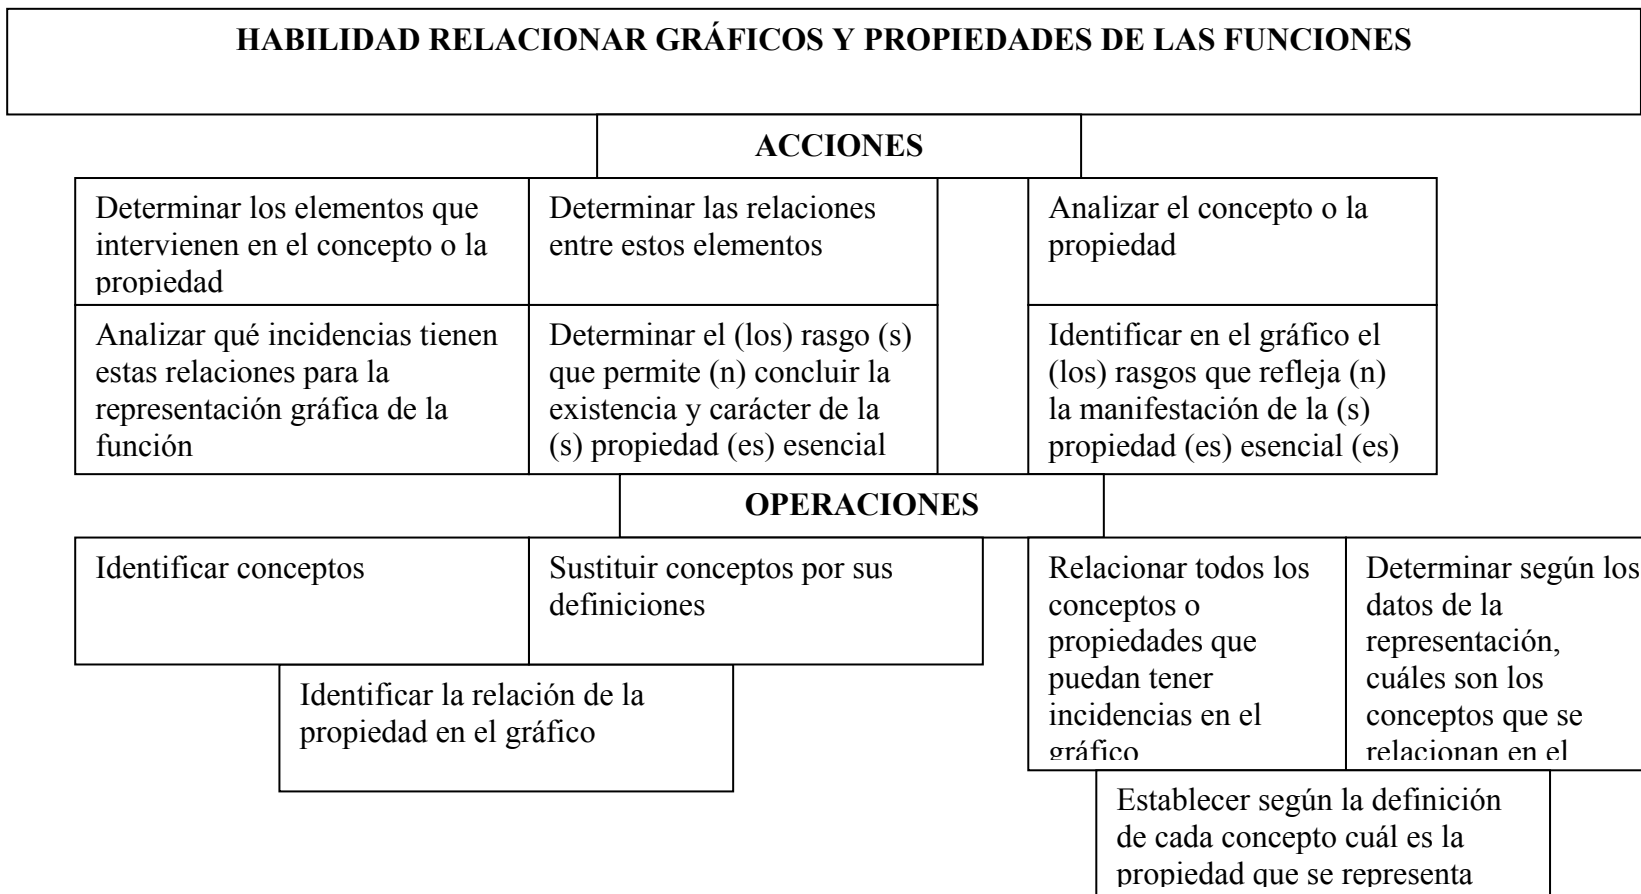 HABILIDAD RELACIONAR GRÁFICOS Y PROPIEDADES DE LAS FUNCIONES
ACCIONES
Determinar los elementos que
intervienen en el concepto o la
propiedad
Determinar las relaciones
entre estos elementos
Analizar el concepto o la
propiedad
Analizar qué incidencias tienen
estas relaciones para la
representación gráfica de la
función
Determinar el (los) rasgo (s)
que permite (n) concluir la
existencia y carácter de la
(s) propiedad (es) esencial
Identificar en el gráfico el
(los) rasgos que refleja (n)
la manifestación de la (s)
propiedad (es) esencial (es)
OPERACIONES
Identificar conceptos
Sustituir conceptos por sus
definiciones
Identificar la relación de la
propiedad en el gráfico
Relacionar todos los
conceptos o
propiedades que
puedan tener
incidencias en el
gráfico
Determinar según los
datos de la
representación,
cuáles son los
conceptos que se
relacionan en el
Establecer según la definición
de cada concepto cuál es la
propiedad que se representa